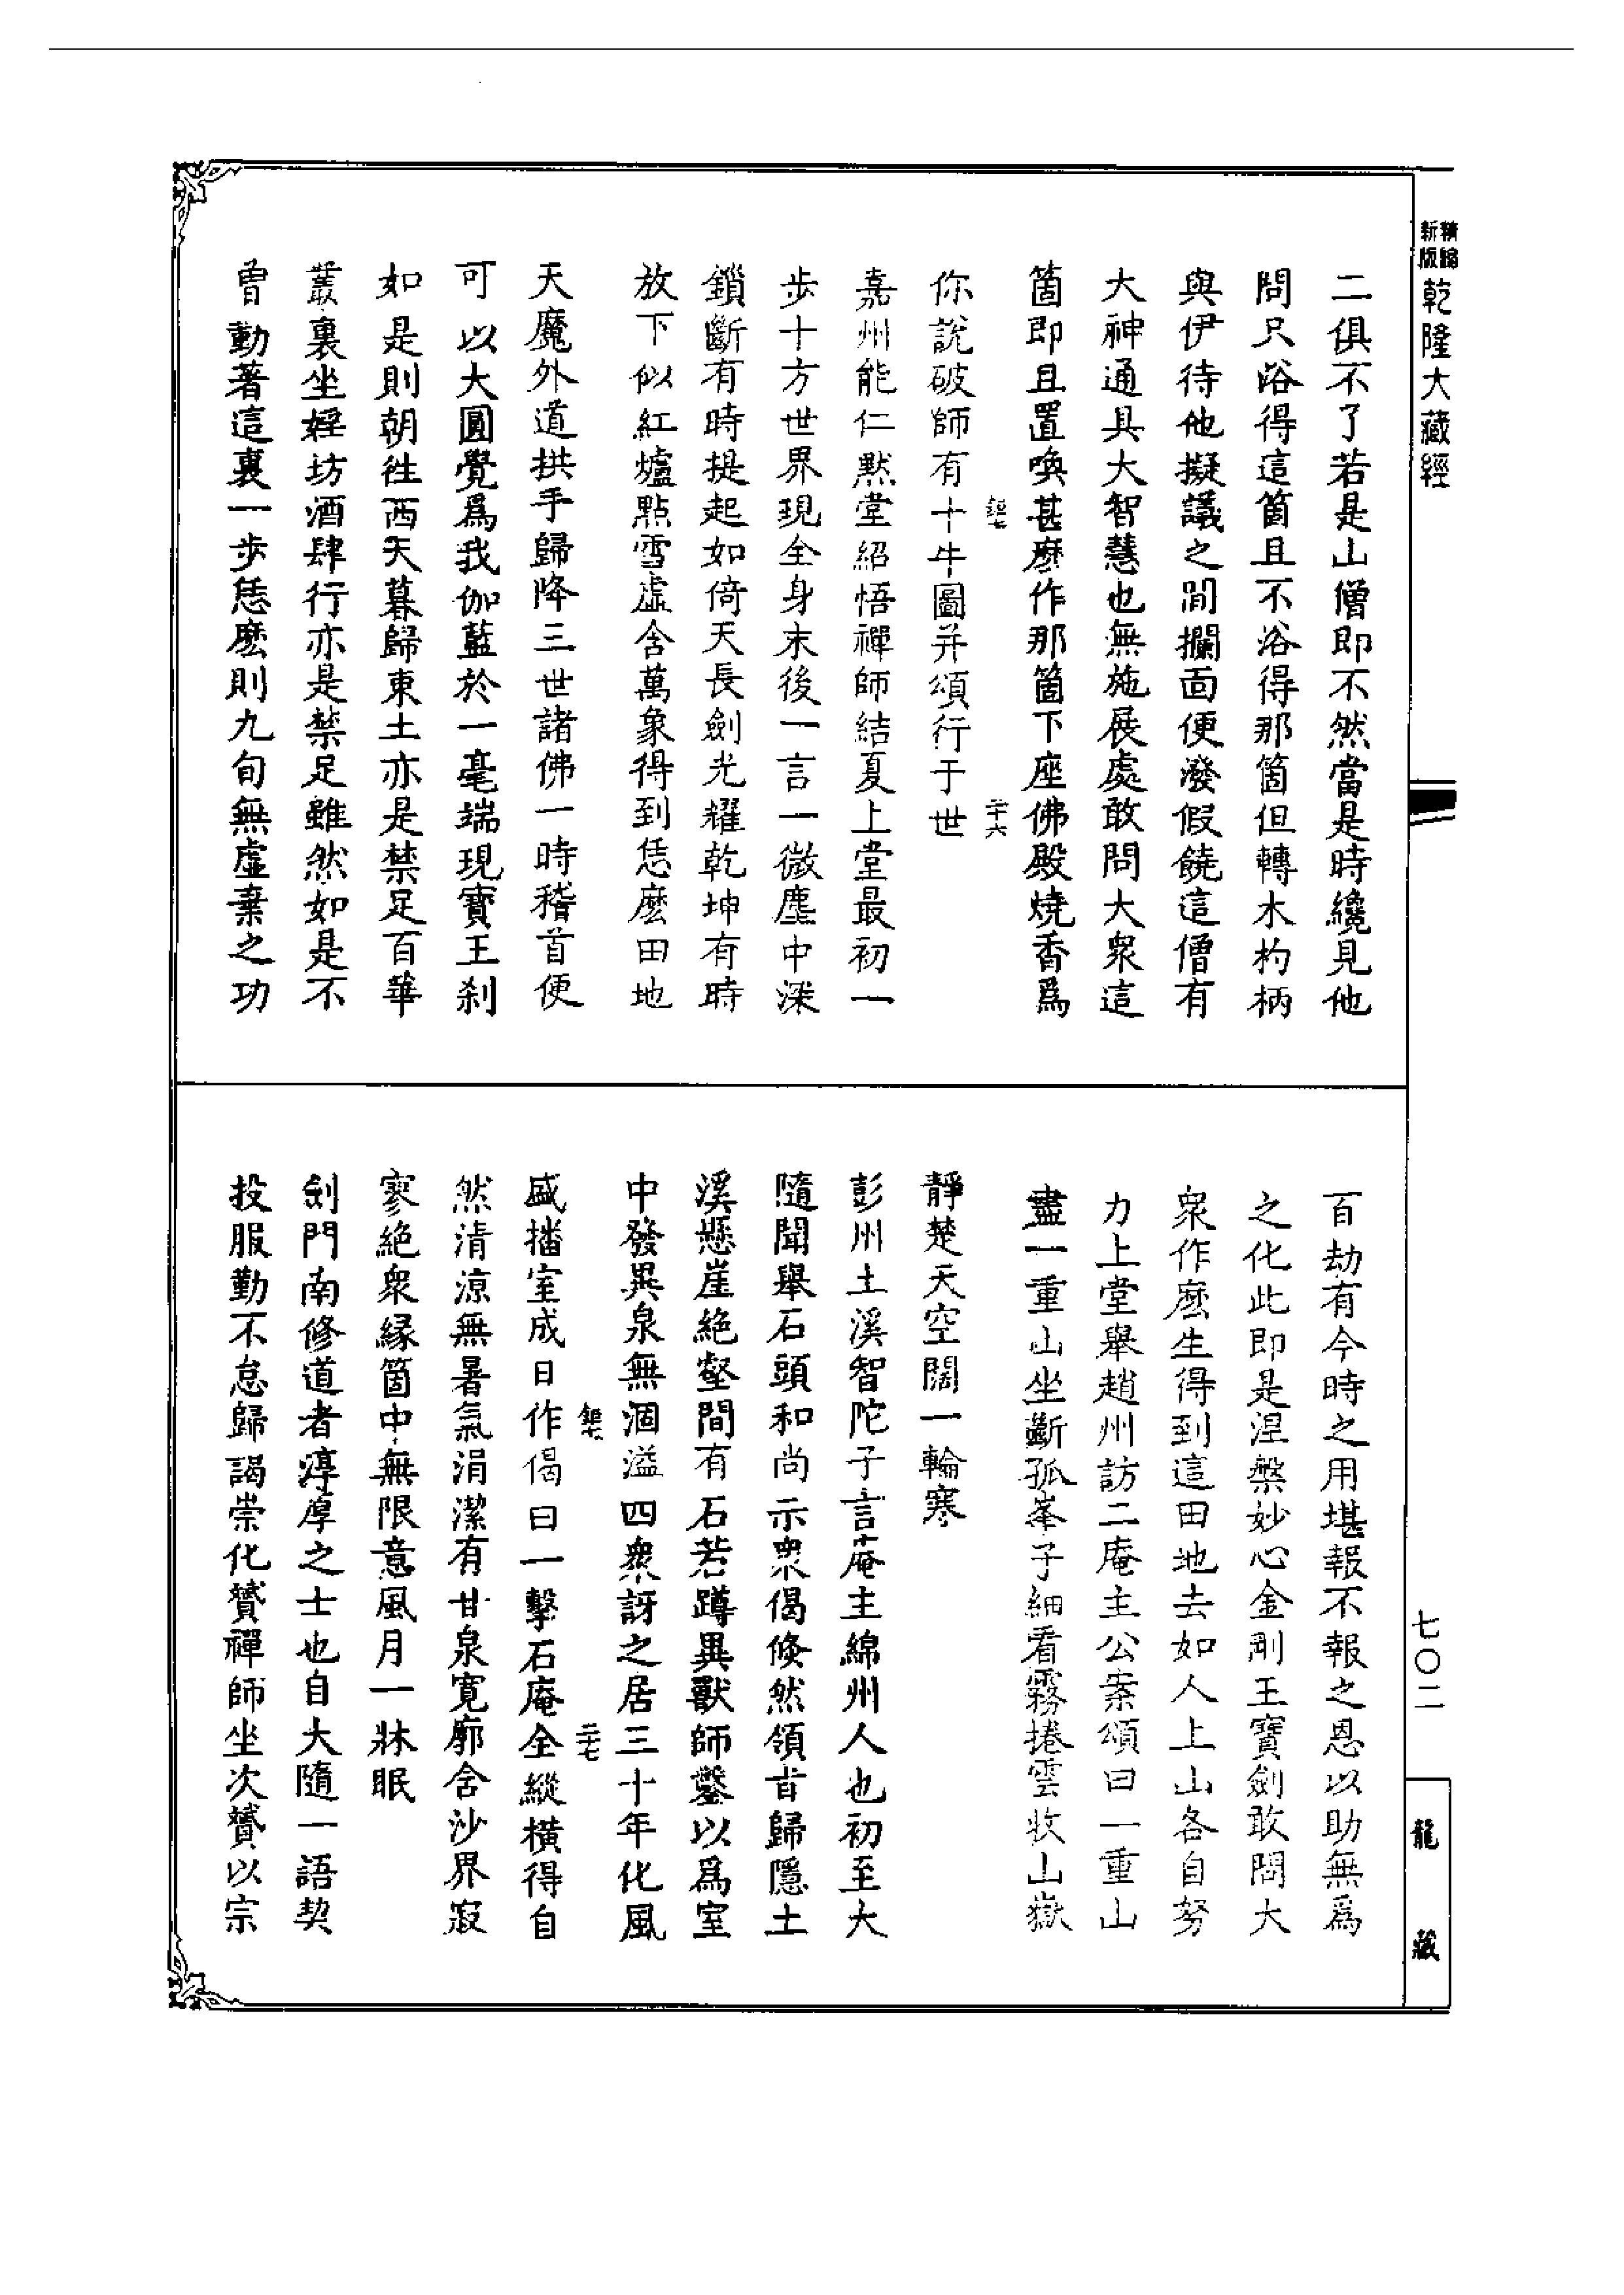 新版
精縮
乾隆大藏經
二俱不了若是山僧即不然當是時纔見他
問只浴得這箇且不浴得那箇但轉木杓柄
與伊待他擬議之間攔面便潑假饒這僧有
大神通具大智慧也無施展處敢問大眾這
箇即且置喚甚麼作那箇下座佛殿燒香爲
你說破師有十牛圖并頌行于世
二十六
嘉州能仁默堂紹悟禪師結夏上堂最初一
步十方世界現全身末後一言一微塵中深
鎖斷有時提起如倚天長劍光耀乾坤有時
放下似紅爐點雪虛含萬象得到恁麼田地
天魔外道拱手歸降三世諸佛一時稽首便
可以大圓覺爲我伽藍於一毫端現寶王剎
如是則朝往西天暮歸東土亦是禁足百華
叢裏坐婬坊酒肆行亦是禁足雖然如是不
曾動著這裏一步恁麼則九旬無虛棄之功
百劫有今時之用堪報不報之恩以助無爲
之化此即是涅槃妙心金剛王寶劍敢問大
眾作麼生得到這田地去如人上山各自努
力上堂舉趙州訪二庵主公案頌曰一重山
盡一重山坐斷孤峯子細看霧捲雲收山嶽
靜楚天空闊一輪寒
彭州土溪智陀子言庵主綿州人也初至大
隨聞舉石頭和尚示眾偈倏然領旨歸隱土
溪懸崖絕壑間有石若蹲異獸師鑿以爲室
中發異泉無涸溢四眾訝之居三十年化風
二十七
盛播室成日作偈曰一擊石庵全縱橫得自
然清涼無暑氣涓潔有甘泉寬廓含沙界寂
寥絕眾緣箇中無限意風月一牀眠
劍門南修道者淳厚之士也自大隨一語契
投服勤不怠歸謁崇化贇禪師坐次贇以宗
七〇二
龍藏